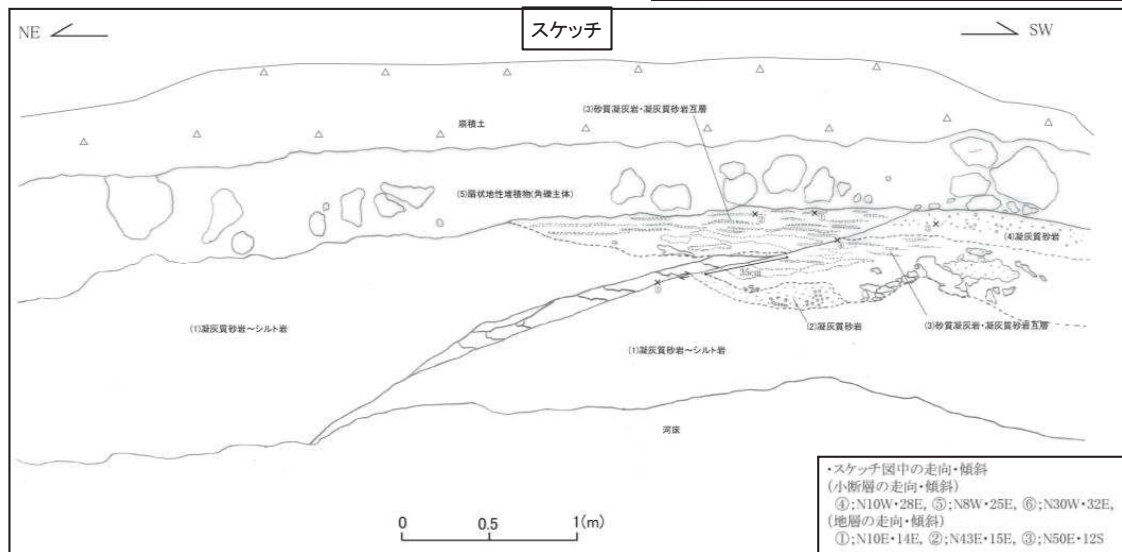 スケッチ
NE
SW
(3)砂質凝灰岩・凝灰質砂岩互層
崩積土
(5)扇状地性堆積物(角礫主体)
(4)凝灰質砂岩
35cm
(1)凝灰質砂岩~シルト岩
(2)凝灰質砂岩
(3)砂質凝灰岩・凝灰質砂岩互層
(1)凝灰質砂岩~シルト岩
河床
・スケッチ図中の走向・傾斜
(小断層の走向・傾斜)
④;N10W・28E, ⑤;N8W・25E, ⑥;N30W・32E,
(地層の走向・傾斜)
①;N10E・14E, ②;N43E・15E, ③;N50E・12S
0 0.5 1(m)